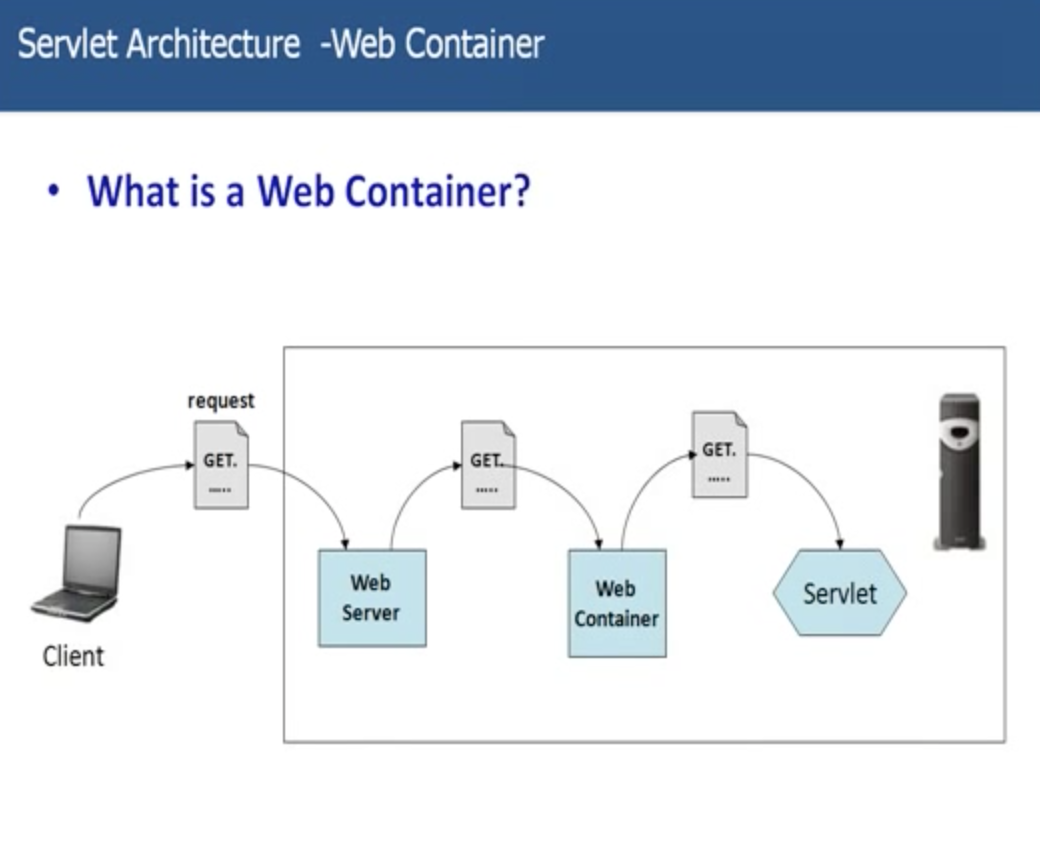 Servlet Architecture -Web Container
• What is a Web Container?
request
GET.
.....
GET.
.....
GET.
.....
Web
Server
Web
Container
Servlet
Client